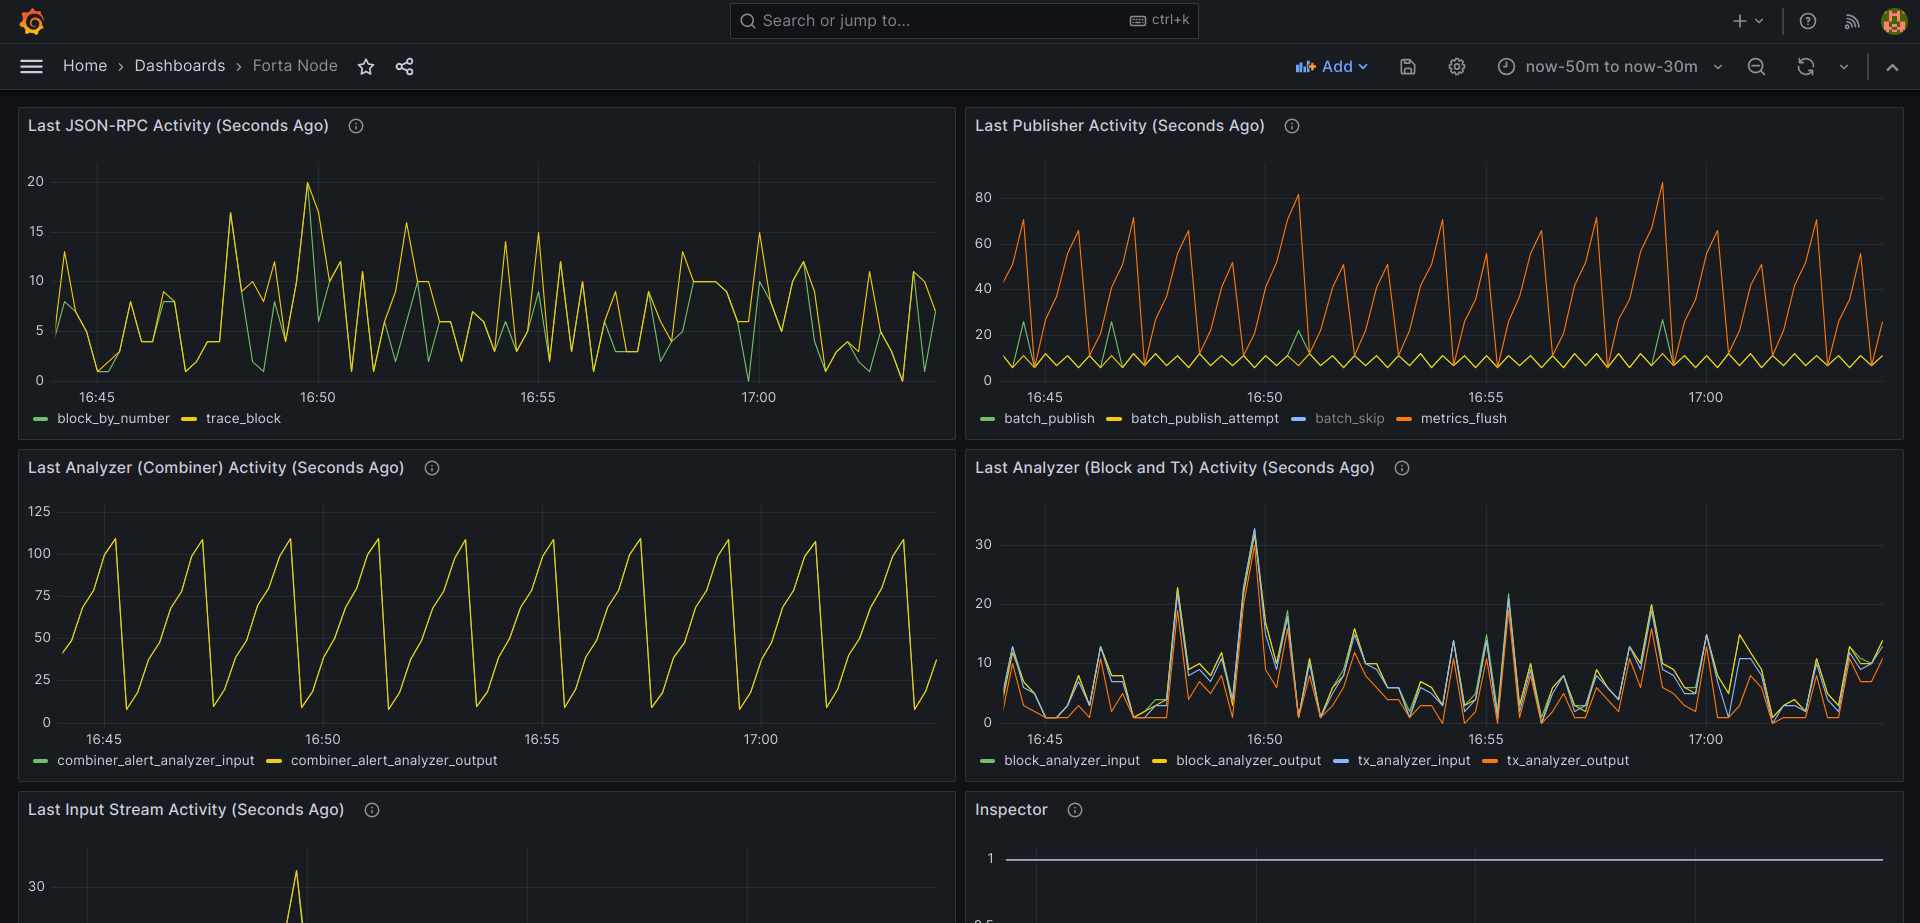 Search or jump to... ctrl+k
Home › Dashboards › Forta Node Add now-50m to now-30m
Last JSON-RPC Activity (Seconds Ago)
20
15
10
5
0
16:45 16:50 16:55 17:00
block_by_number trace_block
Last Publisher Activity (Seconds Ago)
80
60
40
20
0
16:45 16:50 16:55 17:00
batch_publish batch_publish_attempt batch_skip metrics_flush
Last Analyzer (Combiner) Activity (Seconds Ago)
125
100
75
50
25
0
16:45 16:50 16:55 17:00
combiner_alert_analyzer_input combiner_alert_analyzer_output
Last Analyzer (Block and Tx) Activity (Seconds Ago)
30
20
10
0
16:45 16:50 16:55 17:00
block_analyzer_input block_analyzer_output tx_analyzer_input tx_analyzer_output
Last Input Stream Activity (Seconds Ago)
30
Inspector
1